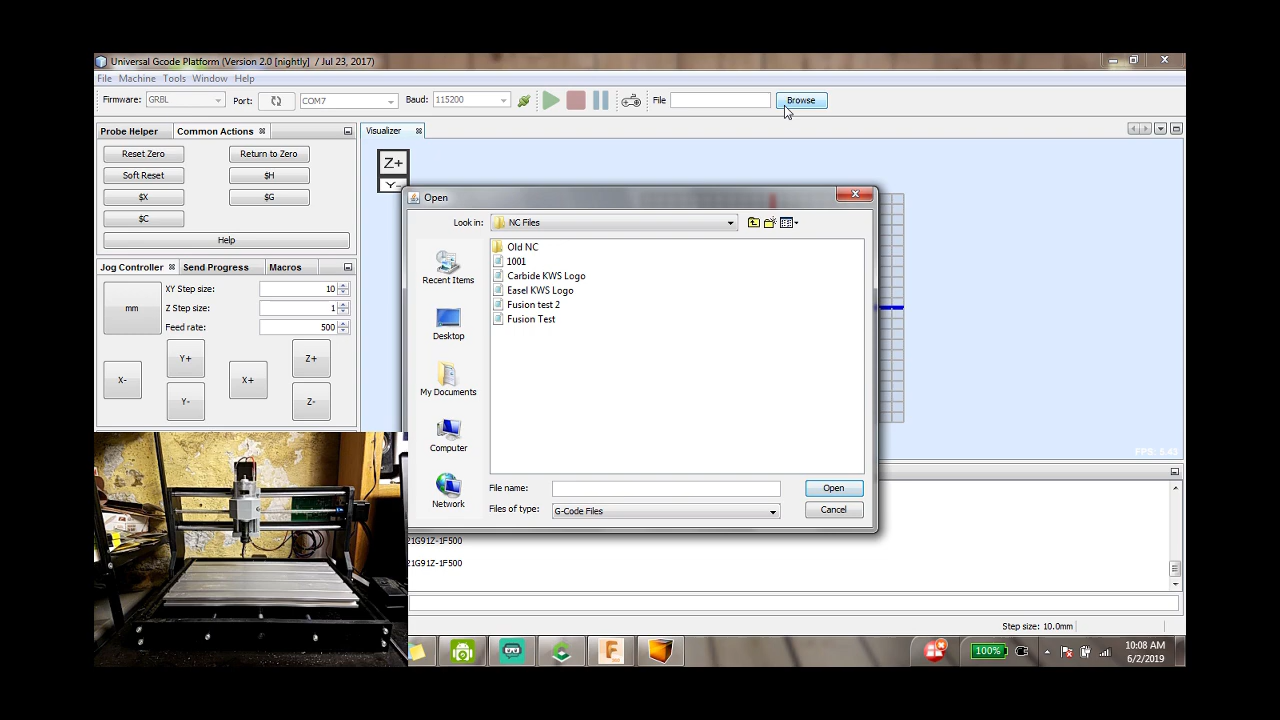 Universal Gcode Platform (Version 2.0 [nightly] / Jul 23, 2017)
File Machine Tools Window Help
Firmware: GRBL Port: COM7 Baud: 115200 File Browse
Probe Helper Common Actions Visualizer
Reset Zero Return to Zero
Soft Reset $H
$X $G
$C
Help
Z+
Jog Controller Send Progress Macros
mm
XY Step size: 10
Z Step size: 1
Feed rate: 500
X- Y+ Y- X+ Z+ Z-
Open
Look in: NC Files
Recent Items
Desktop
My Documents
Computer
Network
Old NC
1001
Carbide KWS Logo
Easel KWS Logo
Fusion test 2
Fusion Test
File name: Open
Files of type: G-Code Files Cancel
FPS: 5.43
21G91Z-1F500
21G91Z-1F500
Step size: 10.0mm
100%
10:08 AM
6/2/2019